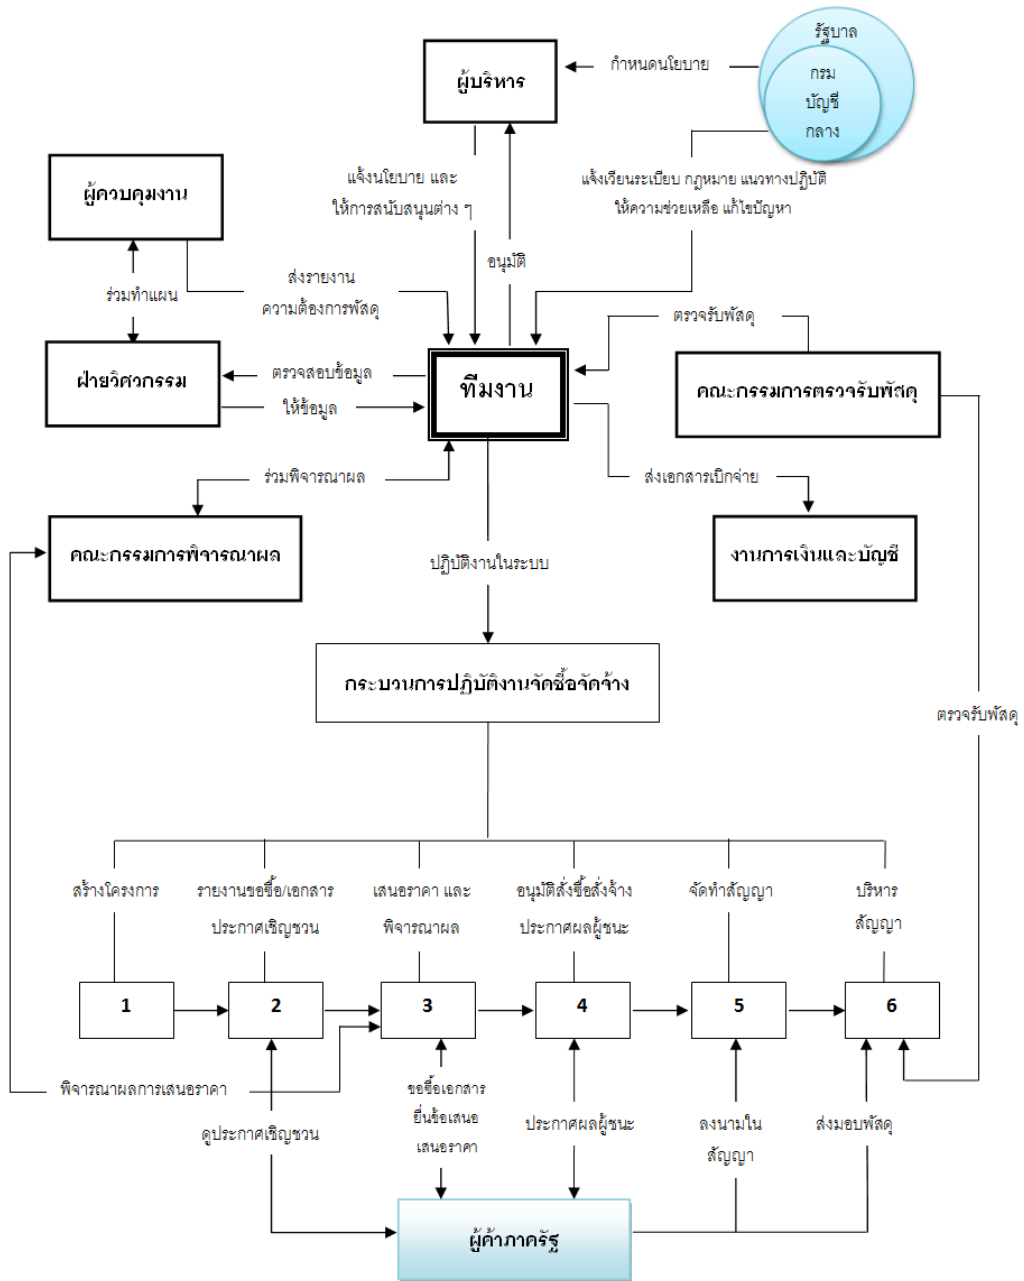 รัฐบาล
กรม
บัญชี
กลาง
กำหนดนโยบาย
ผู้บริหาร
แจ้งนโยบาย และ
ให้การสนับสนุนต่าง ๆ
อนุมัติ
แจ้งเวียนระเบียบ กฎหมาย แนวทางปฏิบัติ
ให้ความช่วยเหลือ แก้ไขปัญหา
ผู้ควบคุมงาน
ร่วมทำแผน
ส่งรายงาน
ความต้องการพัสดุ
ตรวจรับพัสดุ
ฝ่ายวิศวกรรม
ตรวจสอบข้อมูล
ให้ข้อมูล
ทีมงาน
คณะกรรมการตรวจรับพัสดุ
ร่วมพิจารณาผล
ส่งเอกสารเบิกจ่าย
คณะกรรมการพิจารณาผล
งานการเงินและบัญชี
ปฏิบัติงานในระบบ
กระบวนการปฏิบัติงานจัดซื้อจัดจ้าง
ตรวจรับพัสดุ
สร้างโครงการ
รายงานขอซื้อ/เอกสาร
ประกาศเชิญชวน
เสนอราคา และ
พิจารณาผล
อนุมัติสั่งซื้อสั่งจ้าง
ประกาศผลผู้ชนะ
จัดทำสัญญา
บริหาร
สัญญา
1
2
3
4
5
6
พิจารณาผลการเสนอราคา
ดูประกาศเชิญชวน
ขอซื้อเอกสาร
ยื่นข้อเสนอ
เสนอราคา
ประกาศผลผู้ชนะ
ลงนามใน
สัญญา
ส่งมอบพัสดุ
ผู้ค้าภาครัฐ